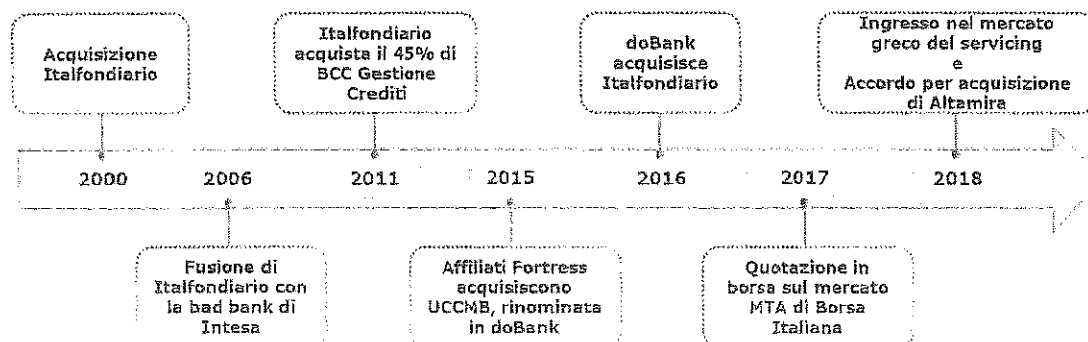 Acquisizione
Italfondiario
Italfondiario
acquista il 45% di
BCC Gestione
Crediti
doBank
acquisisce
Italfondiario
Ingresso nel mercato
greco del servicing
e
Accordo per acquisizione
di Altamira
2000 2006 2011 2015 2016 2017 2018
Fusione di
Italfondiario con
la bad bank di
Intesa
Affiliati Fortress
acquisiscono
UCCMB, rinominata
in doBank
Quotazione in
borsa sul mercato
MTA di Borsa
Italiana